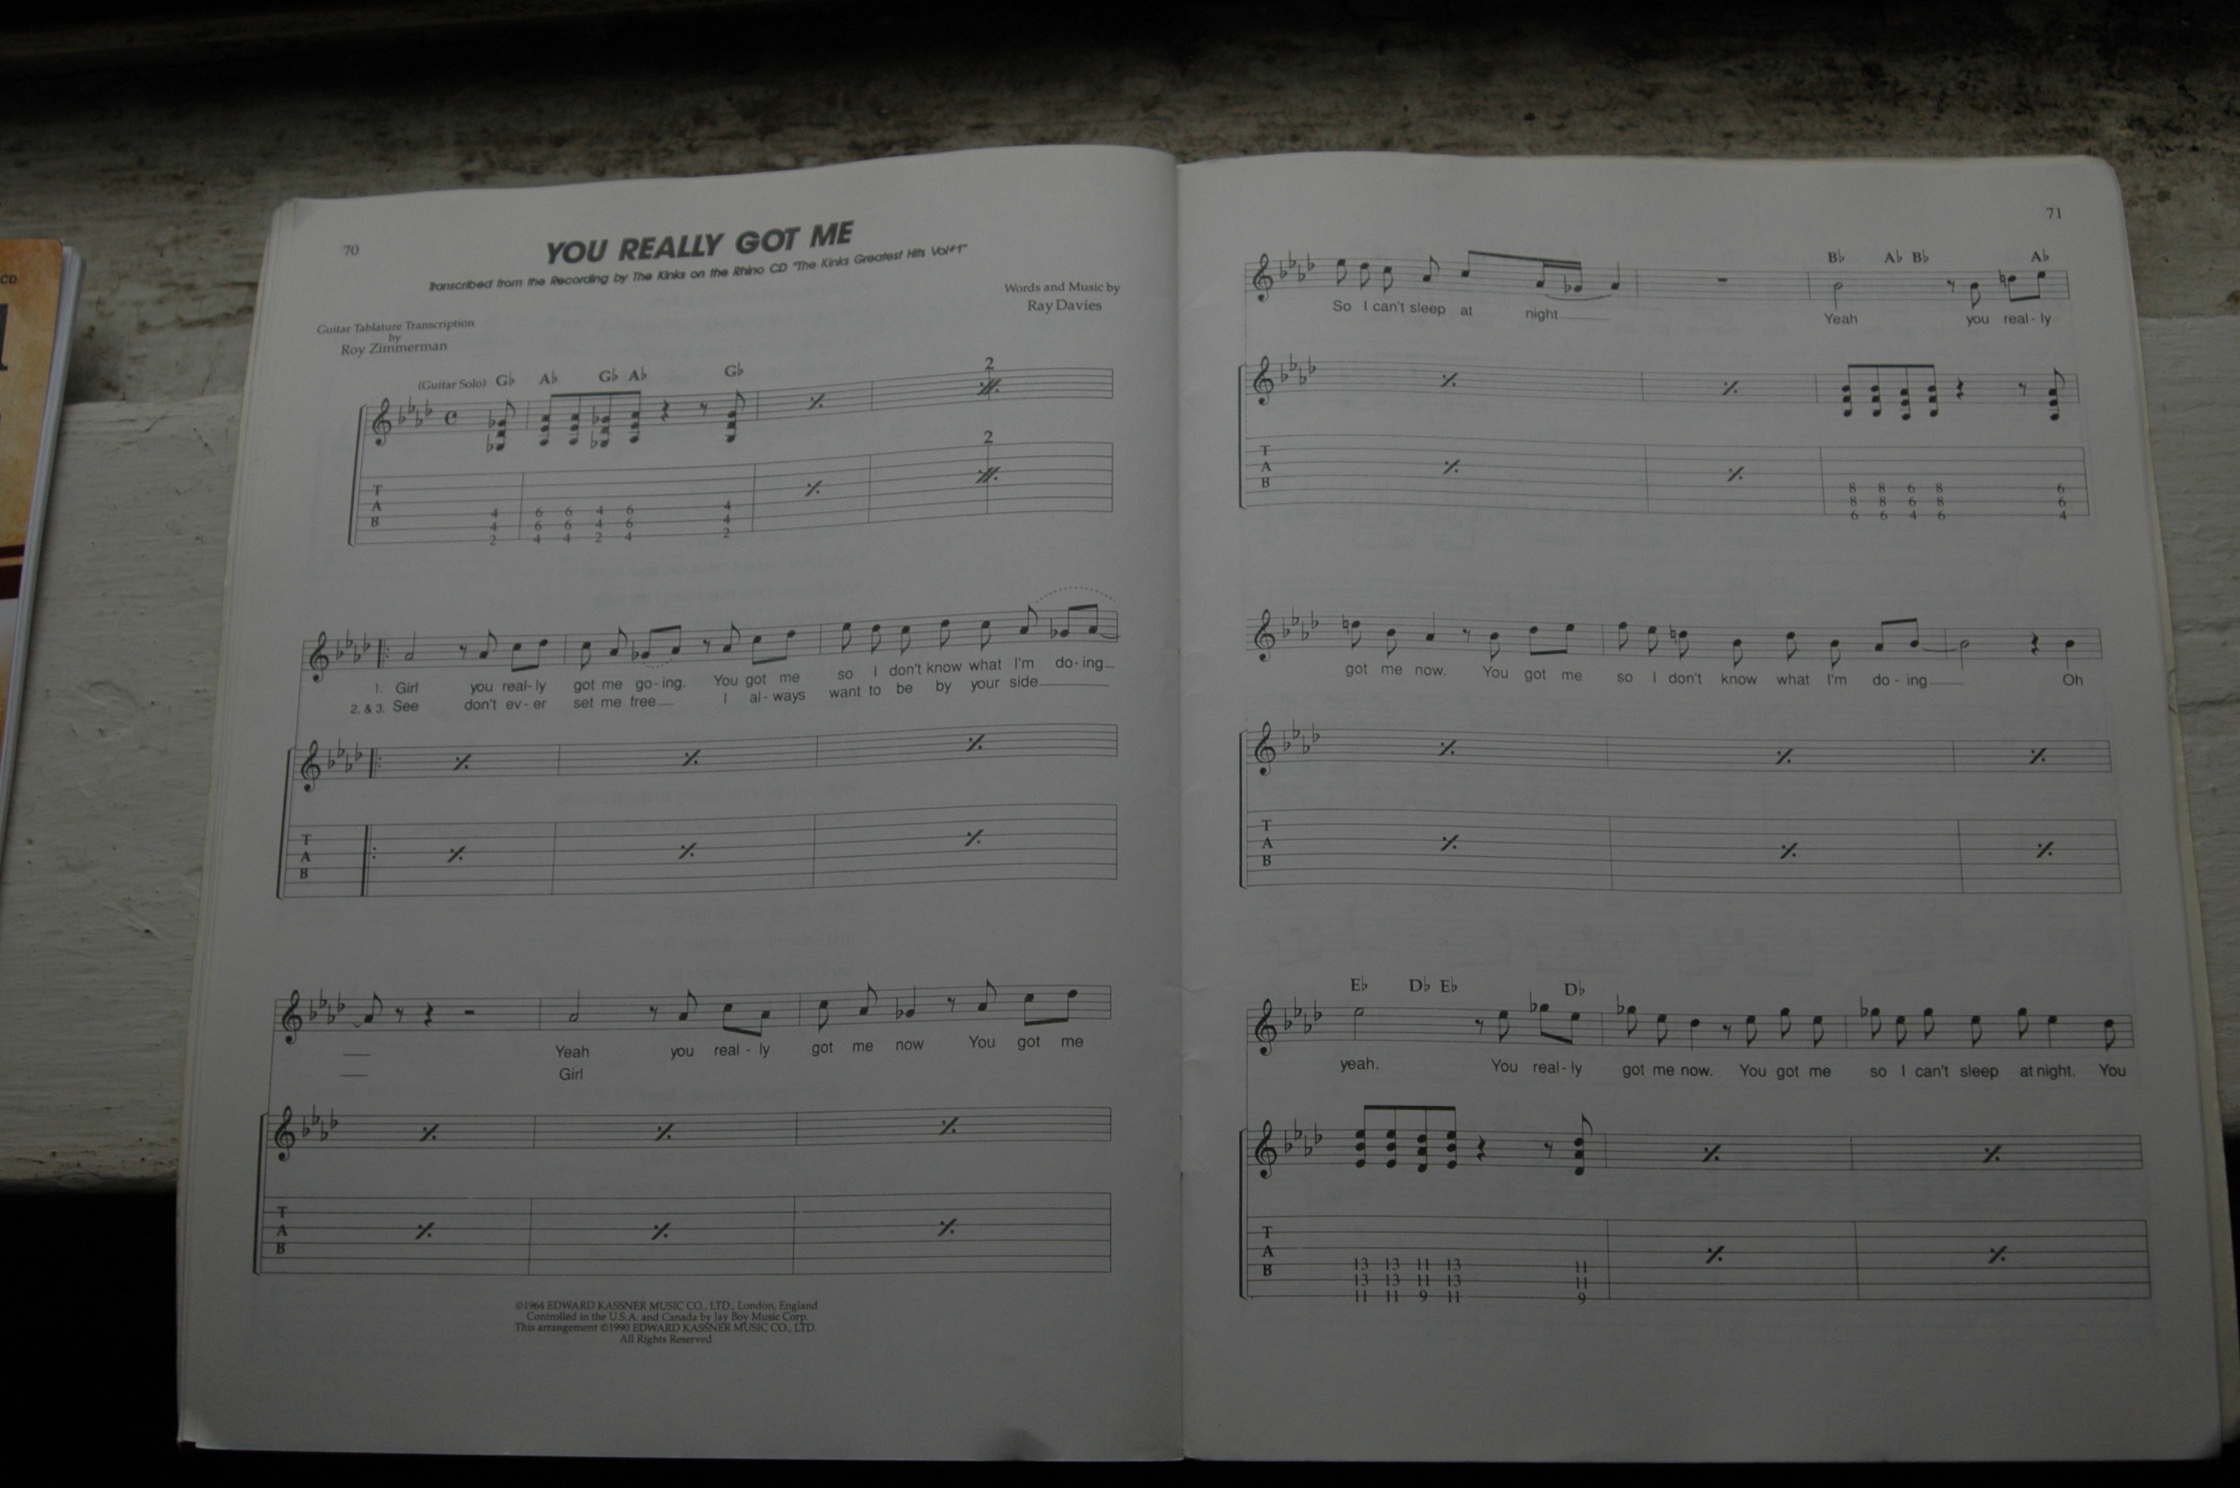 CD
70
YOU REALLY GOT ME
Transcribed from the Recording by The Kinks on the Rhino CD "The Kinks Greatest Hits Vol#1"
Words and Music by
Ray Davies
Guitar Tablature Transcription
by
Roy Zimmerman
(Guitar Solo) G♭ A♭ G♭ A♭ G♭
2
2
T
A
B
4 6 6 4 6 4
4 6 6 4 6 4
2 4 4 2 4 2
1. Girl you real-ly got me go-ing. You got me so I don't know what I'm do-ing
2. & 3. See don't ev-er set me free I al-ways want to be by your side
T
A
B
Yeah you real-ly got me now You got me
Girl
T
A
B
©1964 EDWARD KASSNER MUSIC CO., LTD., London, England
Controlled in the U.S.A. and Canada by Jay Boy Music Corp.
This arrangement ©1990 EDWARD KASSNER MUSIC CO., LTD.
All Rights Reserved
71
B♭ A♭ B♭ A♭
So I can't sleep at night Yeah you real-ly
T
A
B
8 8 6 8 6
8 8 6 8 6
6 6 4 6 4
got me now. You got me so I don't know what I'm do-ing Oh
T
A
B
E♭ D♭ E♭ D♭
yeah. You real-ly got me now. You got me so I can't sleep at night. You
T
A
B
13 13 11 13 11
13 13 11 13 11
11 11 9 11 9